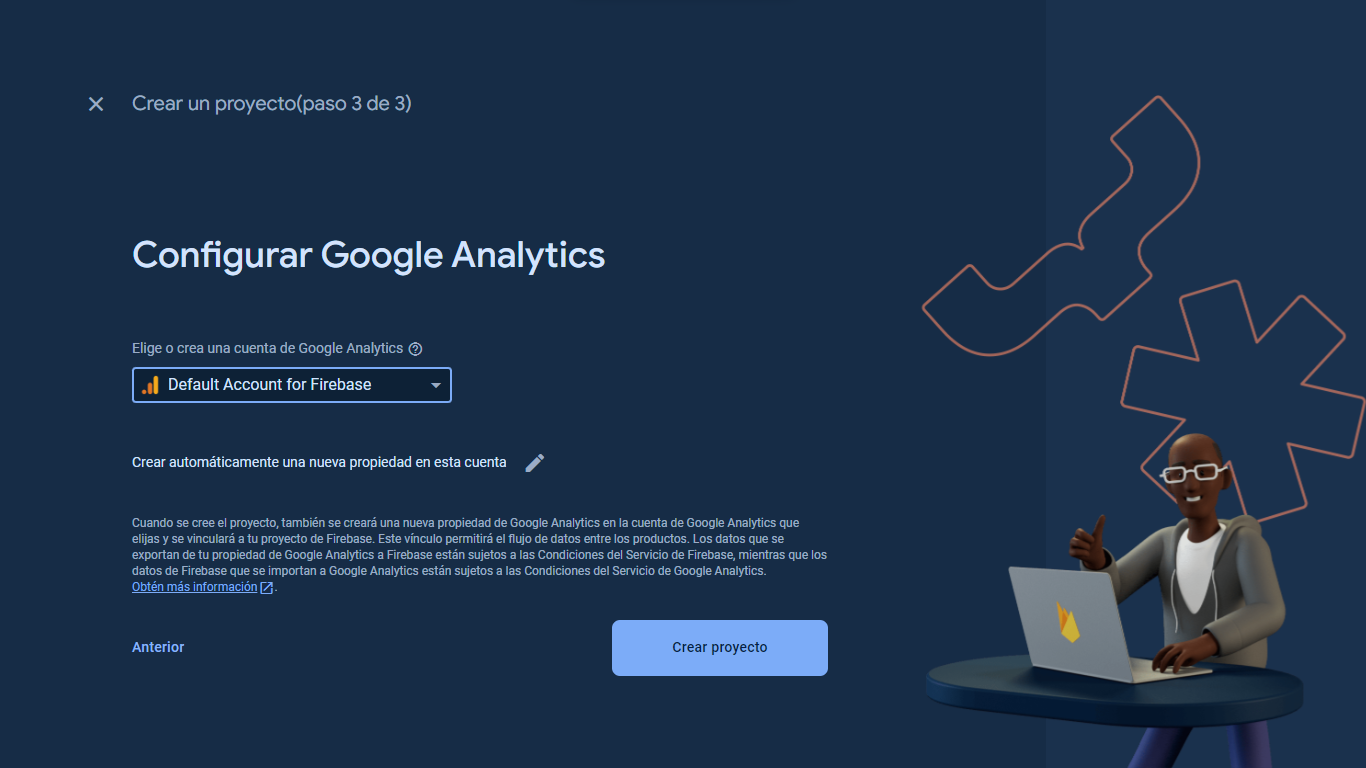 Crear un proyecto(paso 3 de 3)
Configurar Google Analytics
Elige o crea una cuenta de Google Analytics
Default Account for Firebase
Crear automáticamente una nueva propiedad en esta cuenta
Cuando se cree el proyecto, también se creará una nueva propiedad de Google Analytics en la cuenta de Google Analytics que
elijas y se vinculará a tu proyecto de Firebase. Este vínculo permitirá el flujo de datos entre los productos. Los datos que se
exportan de tu propiedad de Google Analytics a Firebase están sujetos a las Condiciones del Servicio de Firebase, mientras que los
datos de Firebase que se importan a Google Analytics están sujetos a las Condiciones del Servicio de Google Analytics.
Obtén más información.
Anterior
Crear proyecto